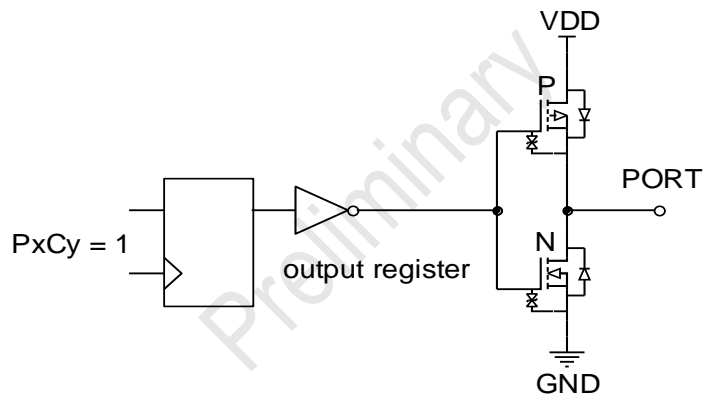 VDD
P
PORT
PxCy = 1
N
output register
GND
Preliminary